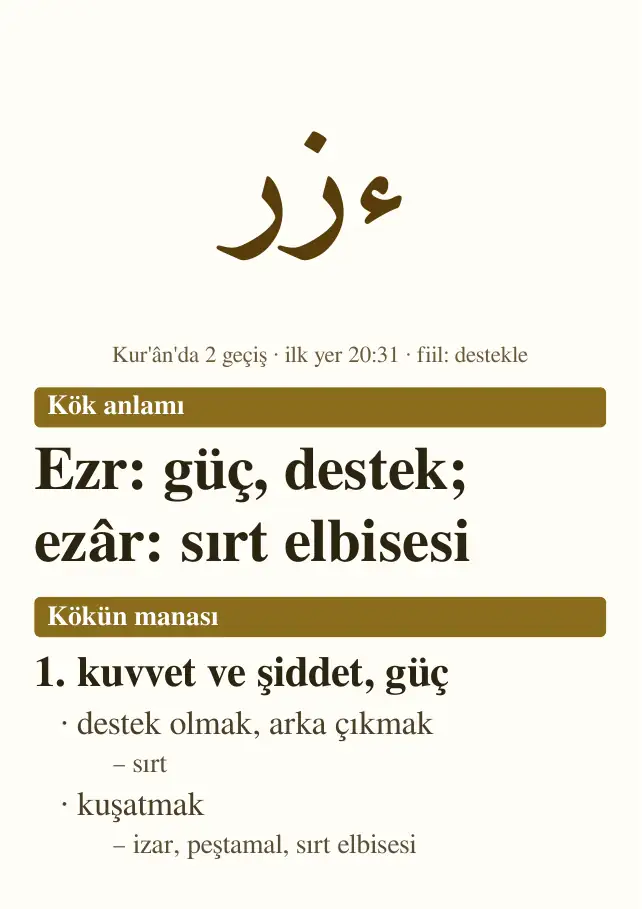 ءزر
Kur'ân'da 2 geçiş · ilk yer 20:31 · fiil: destekle
Kök anlamı
Ezr: güç, destek;
ezâr: sırt elbisesi
Kökün manası
1. kuvvet ve şiddet, güç
· destek olmak, arka çıkmak
– sırt
· kuşatmak
– izar, peştamal, sırt elbisesi